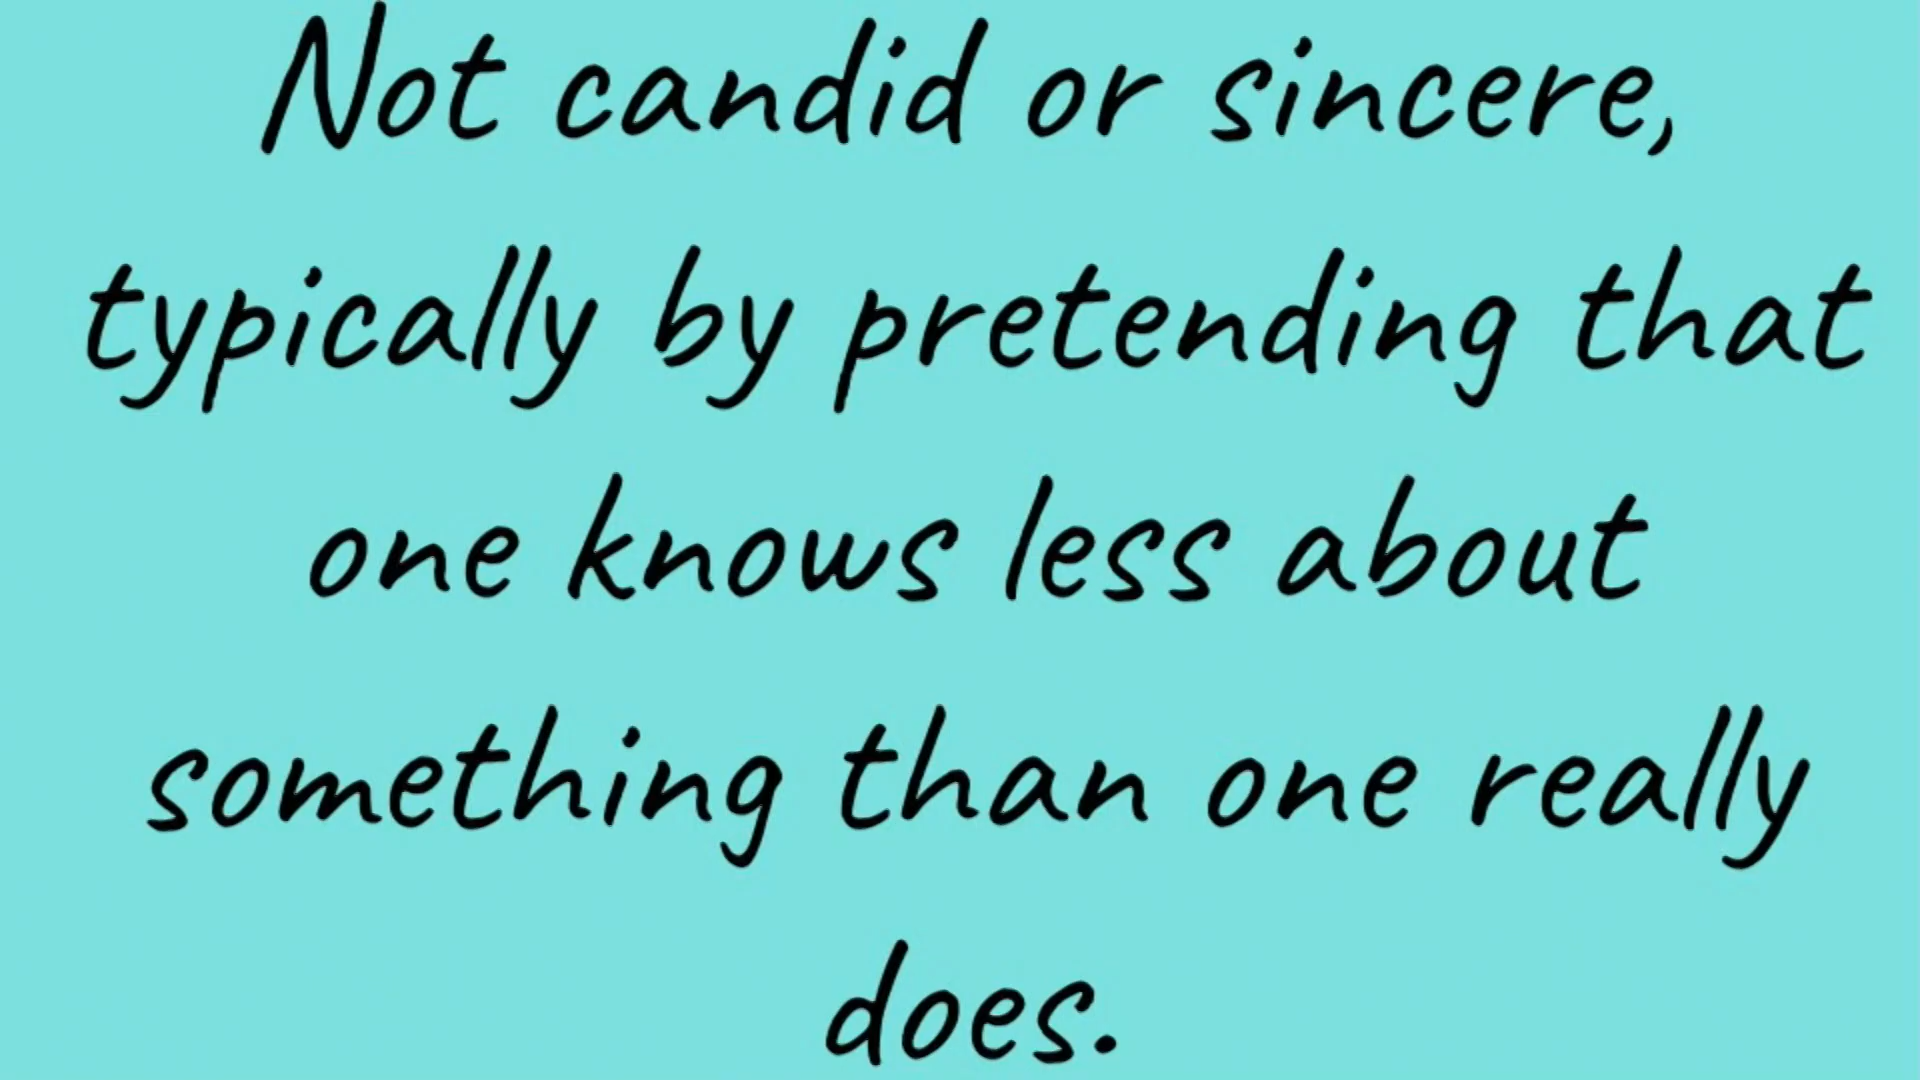 Not candid or sincere,
typically by pretending that
one knows less about
something than one really
does.